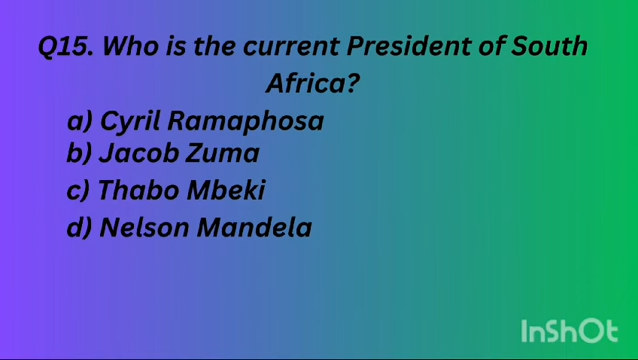 Q15. Who is the current President of South
Africa?
a) Cyril Ramaphosa
b) Jacob Zuma
c) Thabo Mbeki
d) Nelson Mandela
InShOt